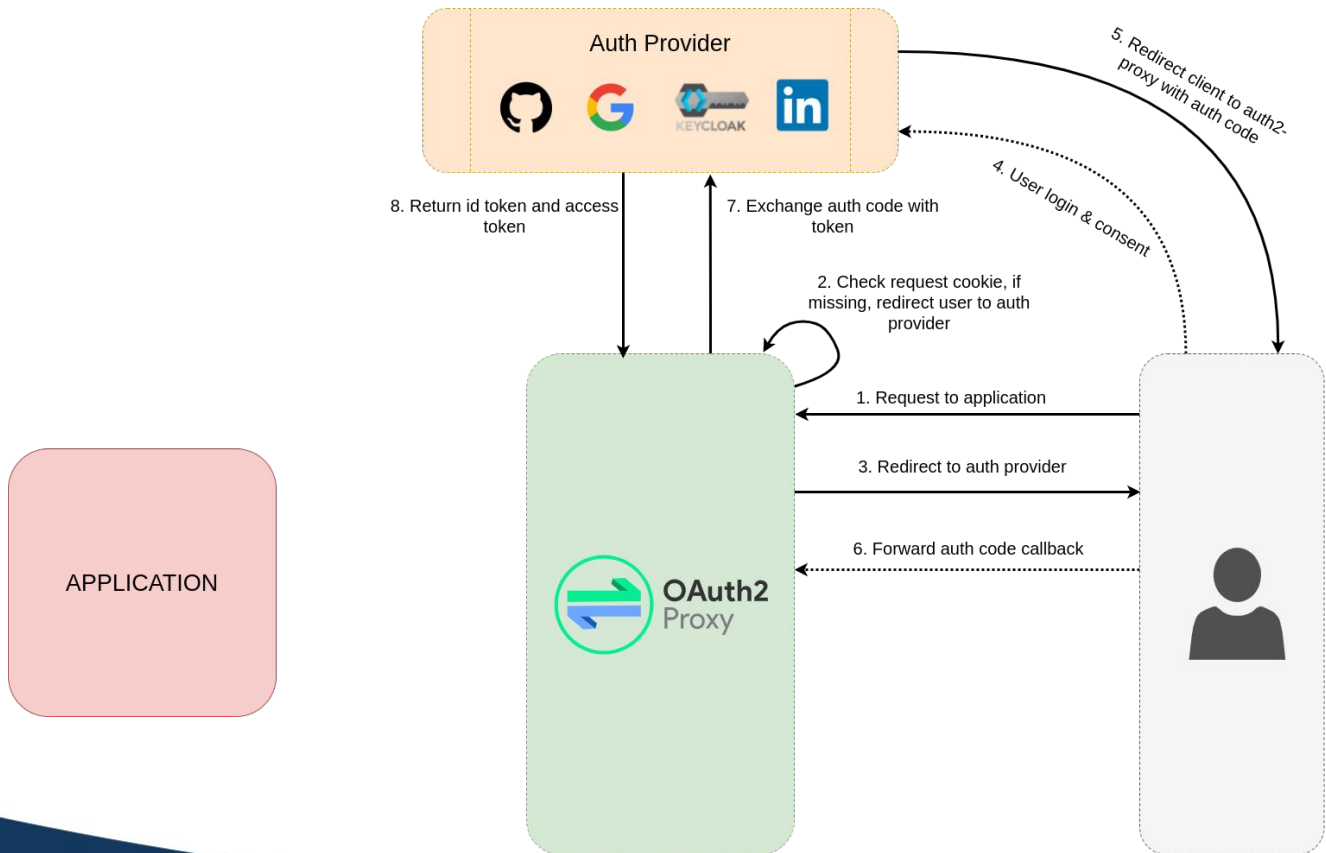 Auth Provider
KEYCLOAK
in
5. Redirect client to auth2-
proxy with auth code
4. User login & consent
8. Return id token and access
token
7. Exchange auth code with
token
2. Check request cookie, if
missing, redirect user to auth
provider
1. Request to application
3. Redirect to auth provider
6. Forward auth code callback
APPLICATION
OAuth2
Proxy